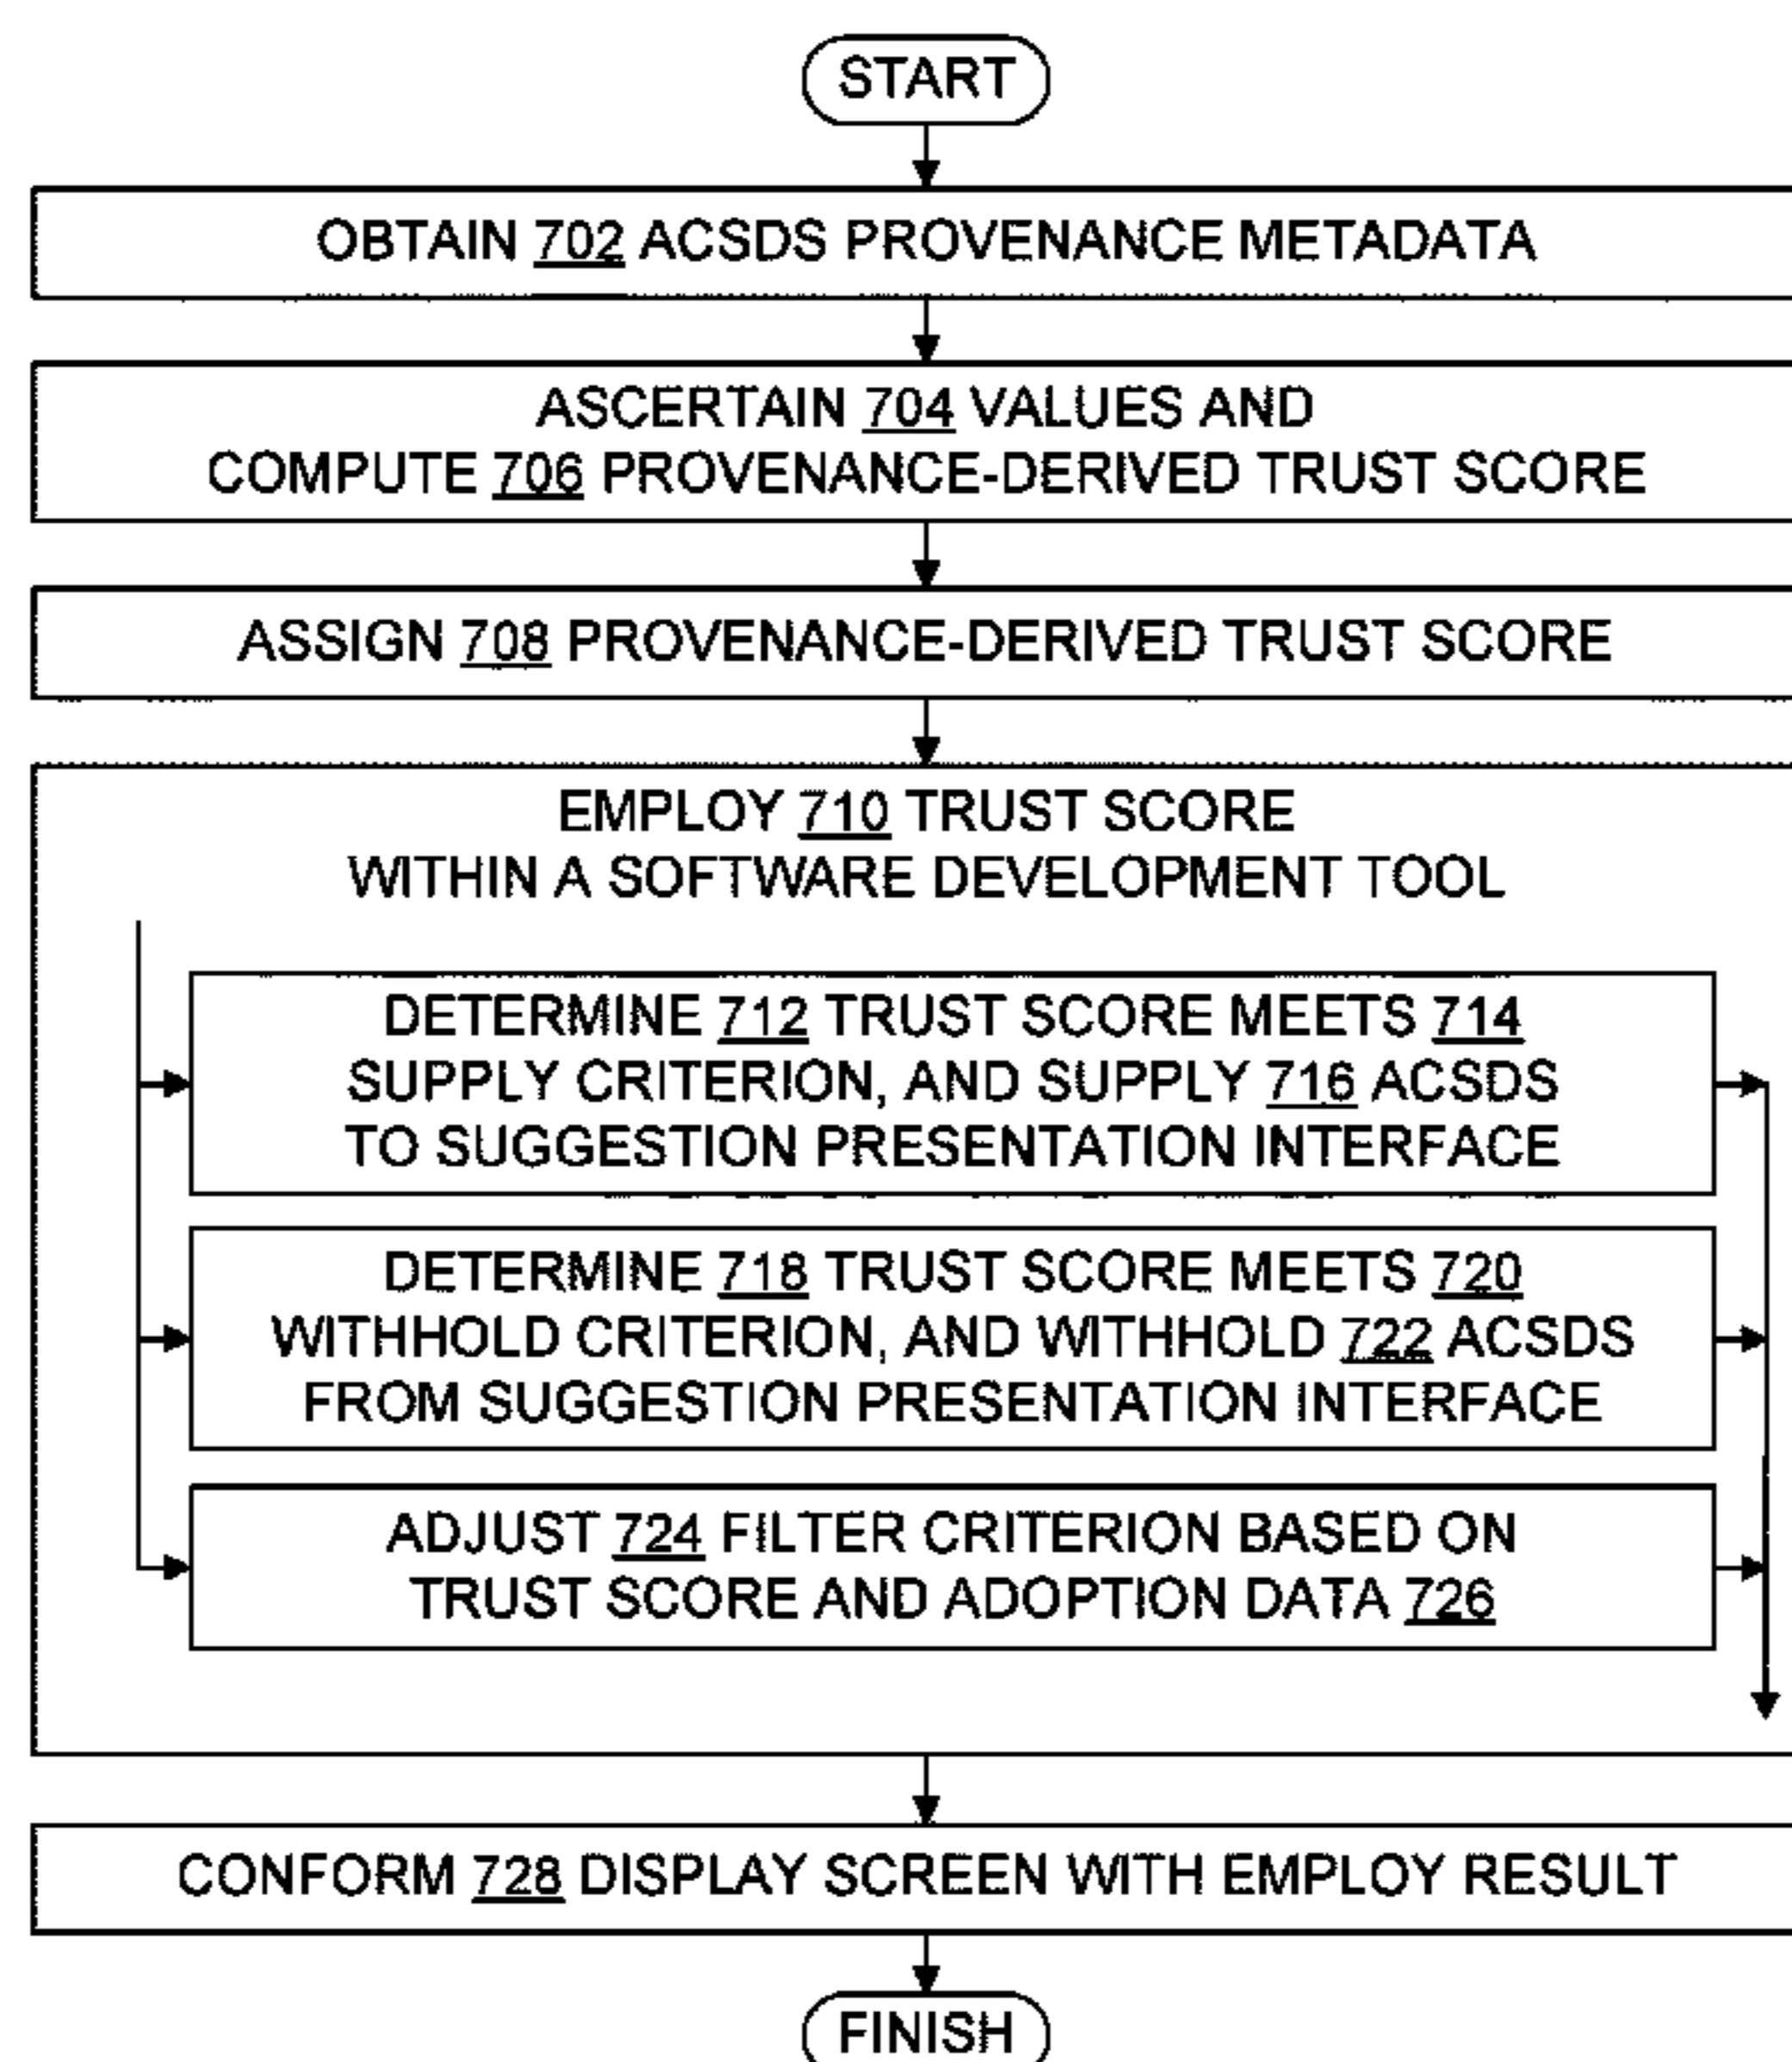 START
OBTAIN 702 ACSDS PROVENANCE METADATA
ASCERTAIN 704 VALUES AND
COMPUTE 706 PROVENANCE-DERIVED TRUST SCORE
ASSIGN 708 PROVENANCE-DERIVED TRUST SCORE
EMPLOY 710 TRUST SCORE
WITHIN A SOFTWARE DEVELOPMENT TOOL
DETERMINE 712 TRUST SCORE MEETS 714
SUPPLY CRITERION, AND SUPPLY 716 ACSDS
TO SUGGESTION PRESENTATION INTERFACE
DETERMINE 718 TRUST SCORE MEETS 720
WITHHOLD CRITERION, AND WITHHOLD 722 ACSDS
FROM SUGGESTION PRESENTATION INTERFACE
ADJUST 724 FILTER CRITERION BASED ON
TRUST SCORE AND ADOPTION DATA 726
CONFORM 728 DISPLAY SCREEN WITH EMPLOY RESULT
FINISH